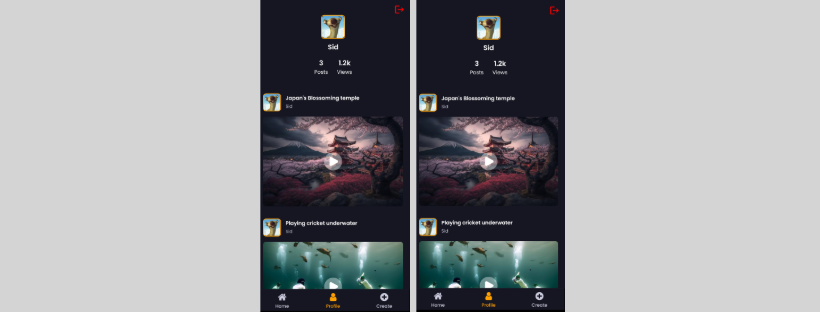 Sid
3 1.2k
Posts Views
Japan's Blossoming temple
Sid
Playing cricket underwater
Sid
Home Profile Create
Sid
3 1.2k
Posts Views
Japan's Blossoming temple
Sid
Playing cricket underwater
Sid
Home Profile Create